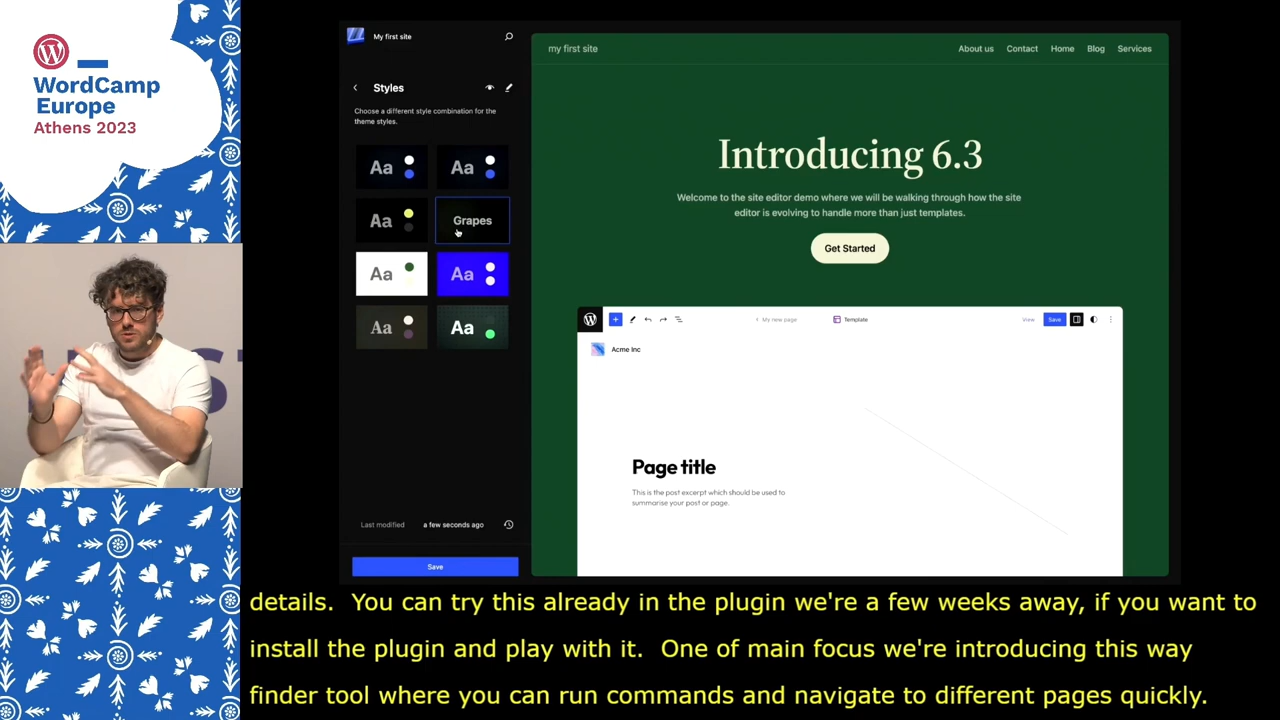 WordCamp
Europe
Athens 2023
My first site
Styles
Choose a different style combination for the
theme styles.
Aa
Aa
Aa
Grapes
Aa
Aa
Aa
Aa
Last modified
a few seconds ago
Save
my first site
About us
Contact
Home
Blog
Services
Introducing 6.3
Welcome to the site editor demo where we will be walking through how the site
editor is evolving to handle more than just templates.
Get Started
My new page
Template
View
Save
Acme Inc
Page title
This is the post excerpt which should be used to
summarise your post or page.
details.  You can try this already in the plugin we're a few weeks away, if you want to
install the plugin and play with it.  One of main focus we're introducing this way
finder tool where you can run commands and navigate to different pages quickly.